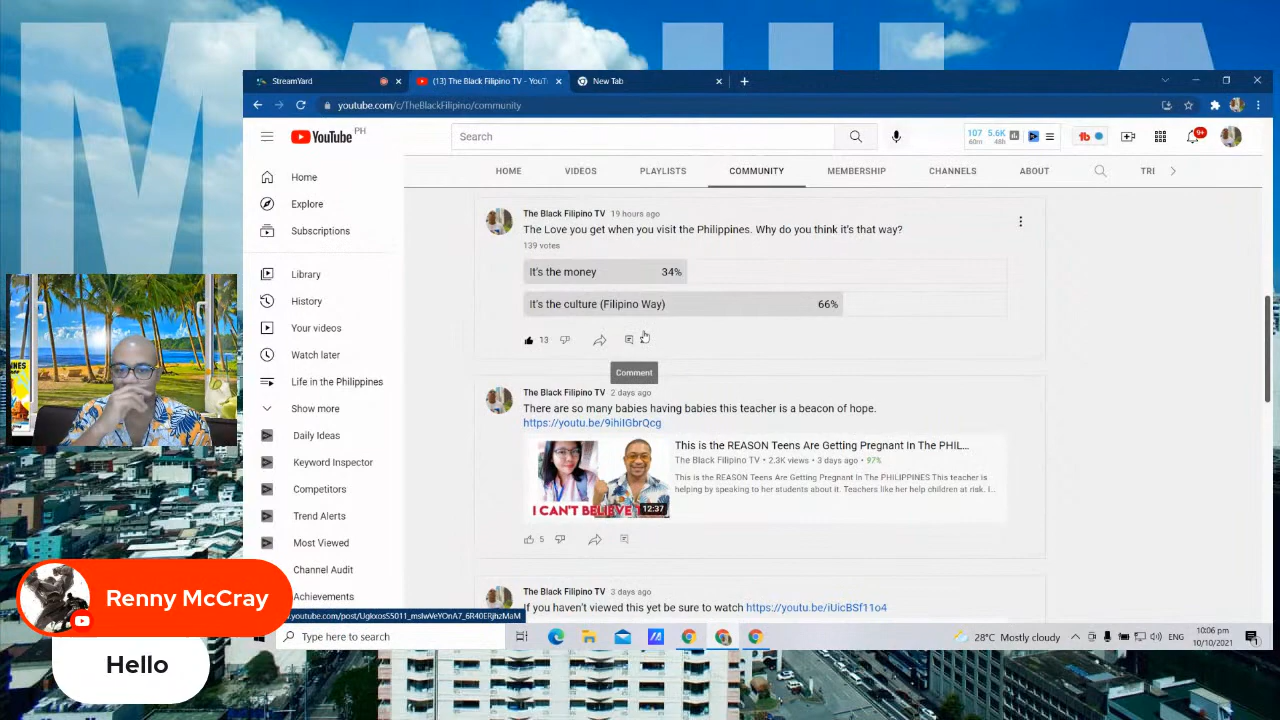 MANILA
StreamYard
(13) The Black Filipino TV - YouT
New Tab
youtube.com/c/TheBlackFilipino/community
YouTube PH
Search
107 5.6K
60m 48h
9+
HOME VIDEOS PLAYLISTS COMMUNITY MEMBERSHIP CHANNELS ABOUT TRI
Home
Explore
Subscriptions
Library
History
Your videos
Watch later
Life in the Philippines
Show more
Daily Ideas
Keyword Inspector
Competitors
Trend Alerts
Most Viewed
Channel Audit
Achievements
The Black Filipino TV 19 hours ago
The Love you get when you visit the Philippines. Why do you think it's that way?
139 votes
It's the money 34%
It's the culture (Filipino Way) 66%
13
Comment
The Black Filipino TV 2 days ago
There are so many babies having babies this teacher is a beacon of hope.
https://youtu.be/9ihiIGbrQcg
This is the REASON Teens Are Getting Pregnant In The PHIL...
The Black Filipino TV • 2.3K views • 3 days ago • 97%
This is the REASON Teens Are Getting Pregnant In The PHILIPPINES This teacher is
helping by speaking to her students about it. Teachers like her help children at risk. I...
I CAN'T BELIEVE
12:37
5
The Black Filipino TV 3 days ago
If you haven't viewed this yet be sure to watch https://youtu.be/iUicBSf11o4
Type here to search
28°C Mostly cloudy
ENG
10:06 pm
10/10/2021
Renny McCray
Hello